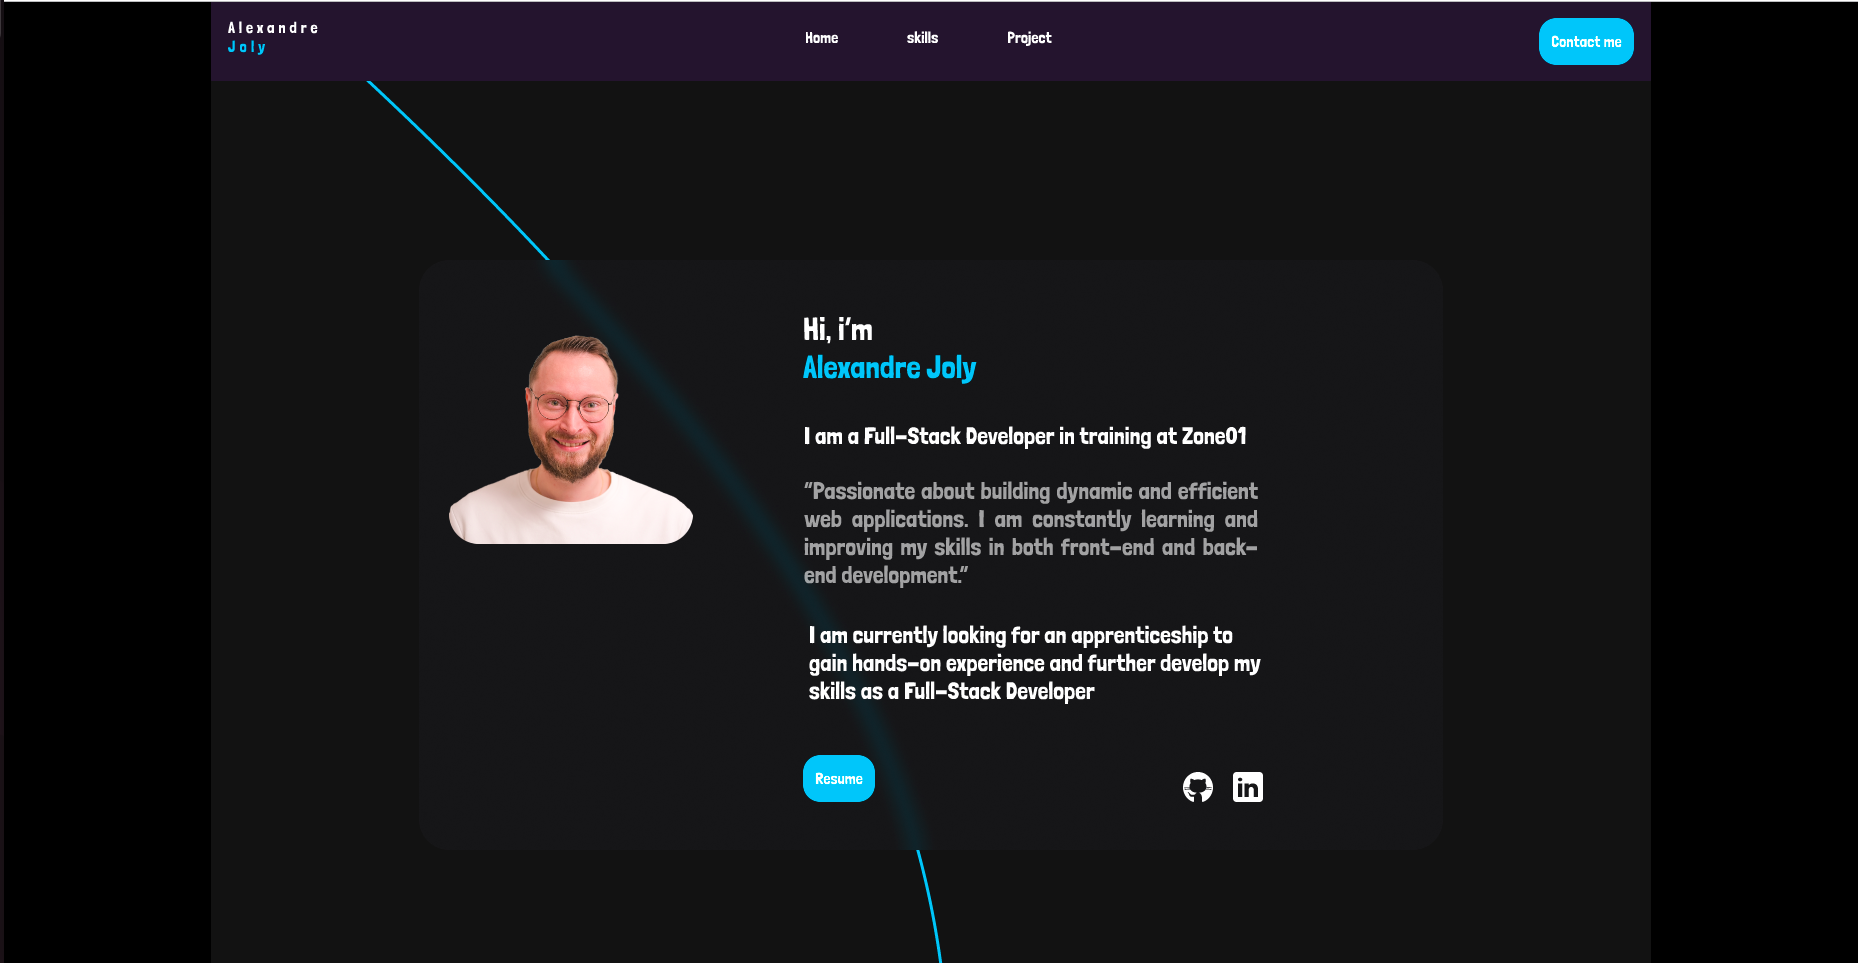 Alexandre
Joly
Home
skills
Project
Contact me
Hi, i'm
Alexandre Joly
I am a Full-Stack Developer in training at Zone01
"Passionate about building dynamic and efficient
web applications. I am constantly learning and
improving my skills in both front-end and back-
end development."
I am currently looking for an apprenticeship to
gain hands-on experience and further develop my
skills as a Full-Stack Developer
Resume
in